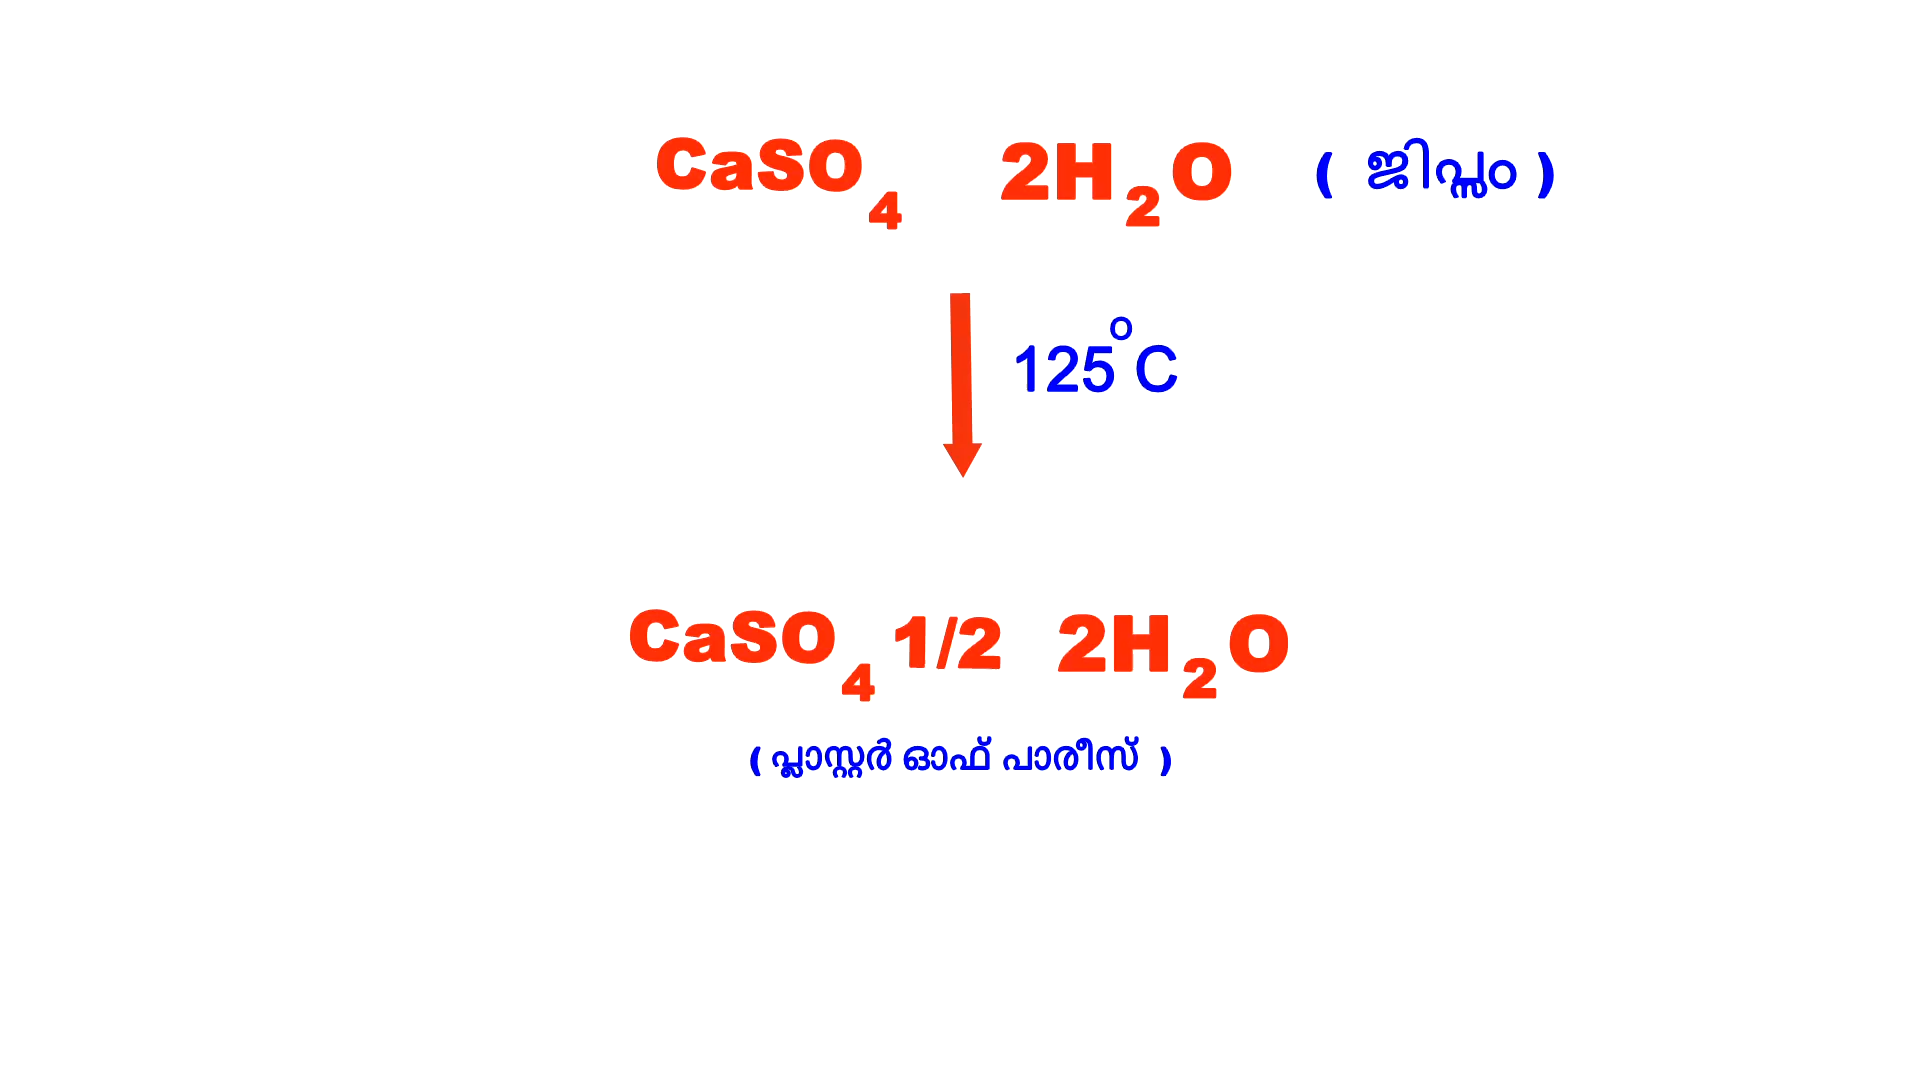 CaSO4 2H2O ( ജിപ്സം )
125°C
CaSO4 1/2 2H2O
( പ്ലാസ്റ്റർ ഓഫ് പാരീസ് )